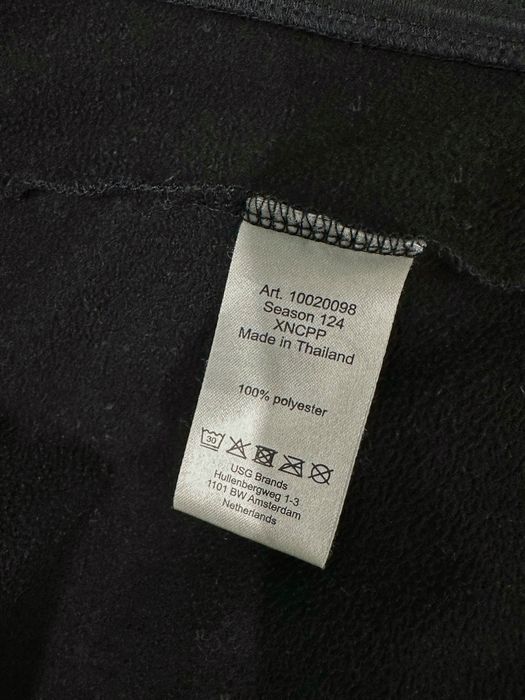 Art. 10020098
Season 124
XNCPP
Made in Thailand
100% polyester
30
USG Brands
Hullenbergweg 1-3
1101 BW Amsterdam
Netherlands